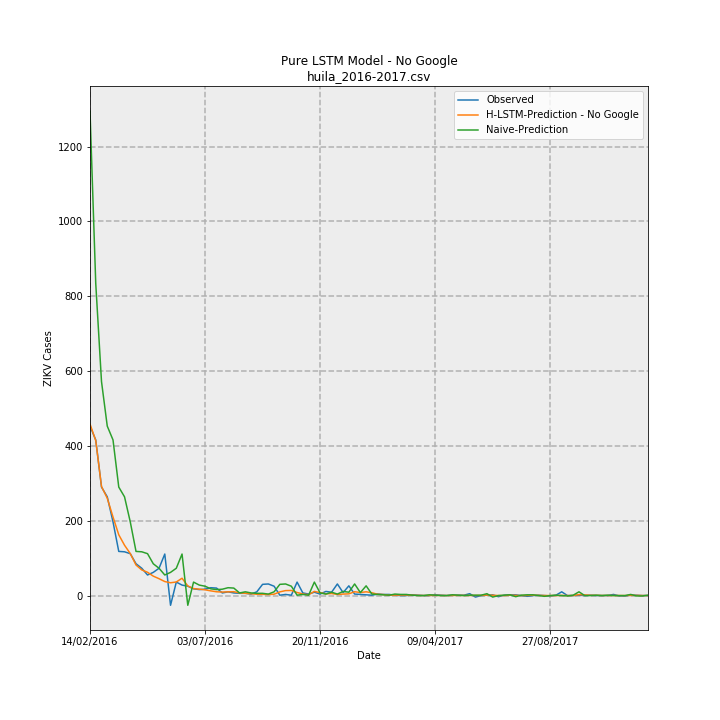 Pure LSTM Model - No Google
huila_2016-2017.csv
Observed
H-LSTM-Prediction - No Google
Naive-Prediction
ZIKV Cases
1200
1000
800
600
400
200
0
14/02/2016
03/07/2016
20/11/2016
09/04/2017
27/08/2017
Date